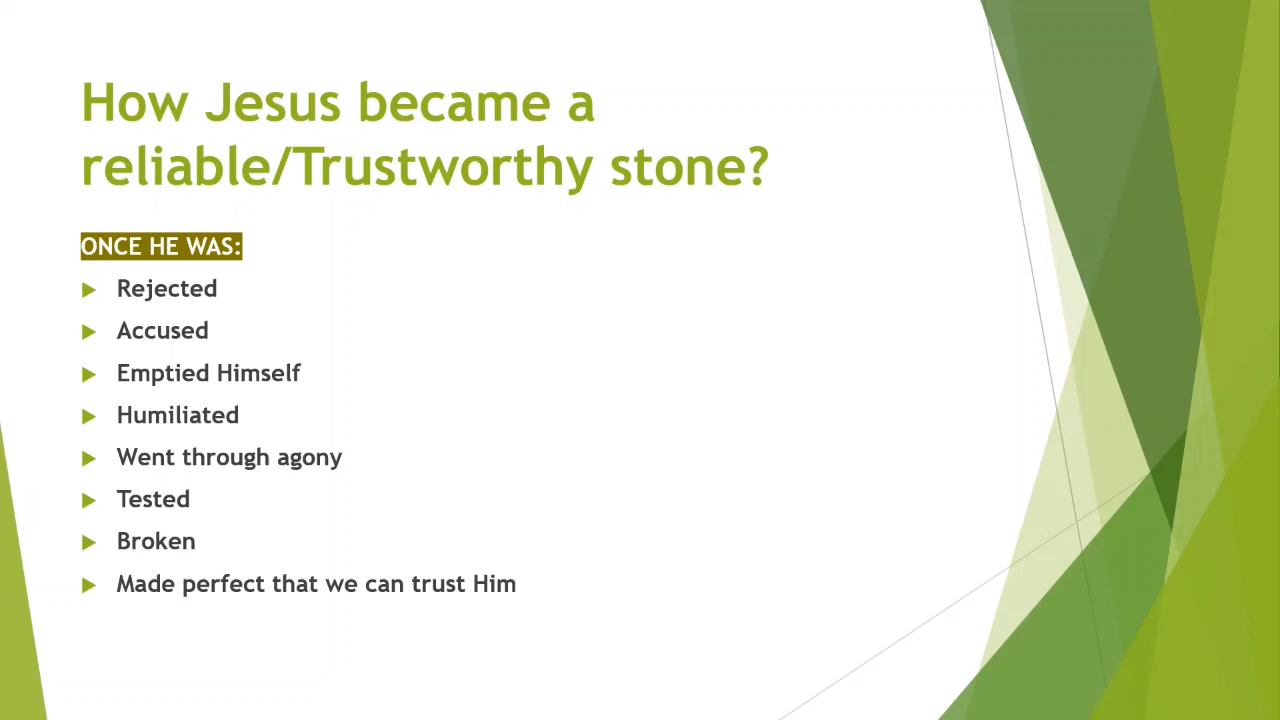 How Jesus became a
reliable/Trustworthy stone?
ONCE HE WAS:
Rejected
Accused
Emptied Himself
Humiliated
Went through agony
Tested
Broken
Made perfect that we can trust Him